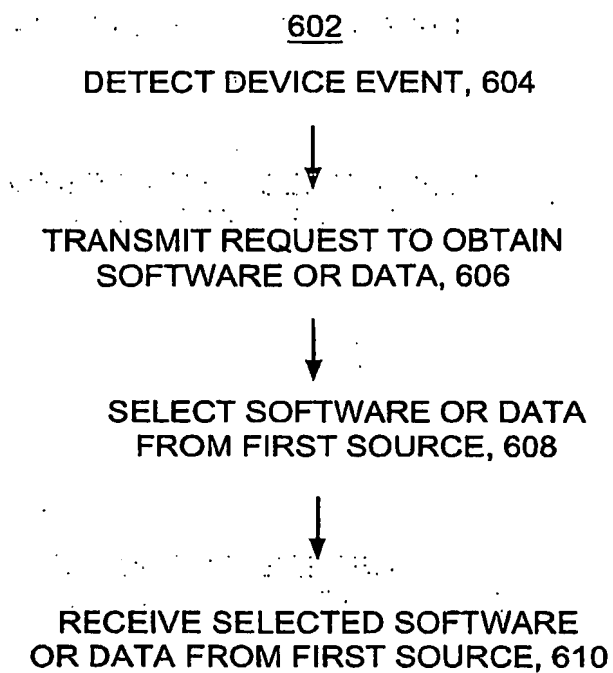 602
DETECT DEVICE EVENT, 604
TRANSMIT REQUEST TO OBTAIN
SOFTWARE OR DATA, 606
SELECT SOFTWARE OR DATA
FROM FIRST SOURCE, 608
RECEIVE SELECTED SOFTWARE
OR DATA FROM FIRST SOURCE, 610